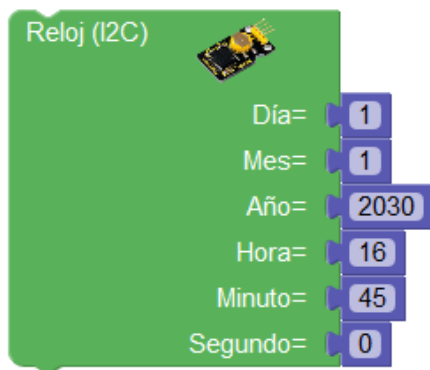 Reloj (I2C)
Día= 1
Mes= 1
Año= 2030
Hora= 16
Minuto= 45
Segundo= 0